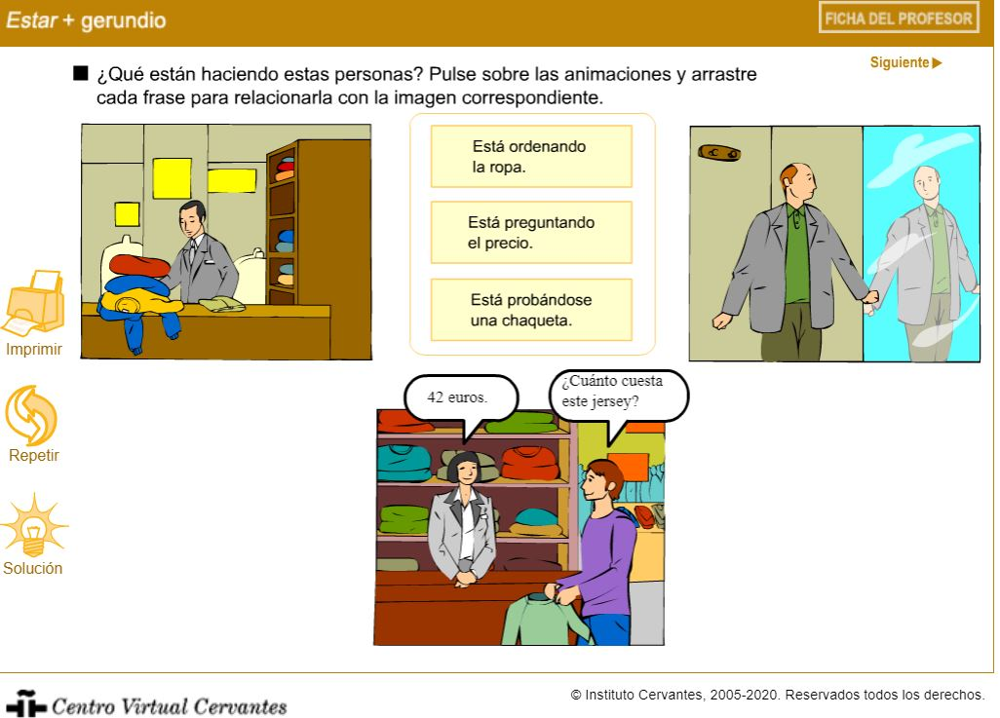 Estar + gerundio
FICHA DEL PROFESOR
Siguiente
¿Qué están haciendo estas personas? Pulse sobre las animaciones y arrastre
cada frase para relacionarla con la imagen correspondiente.
Está ordenando
la ropa.
Está preguntando
el precio.
Está probándose
una chaqueta.
Imprimir
Repetir
Solución
42 euros.
¿Cuánto cuesta
este jersey?
Centro Virtual Cervantes
© Instituto Cervantes, 2005-2020. Reservados todos los derechos.